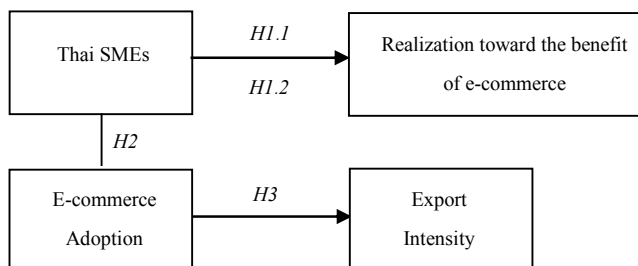 Thai SMEs
H1.1
H1.2
Realization toward the benefit
of e-commerce
H2
E-commerce
Adoption
H3
Export
Intensity